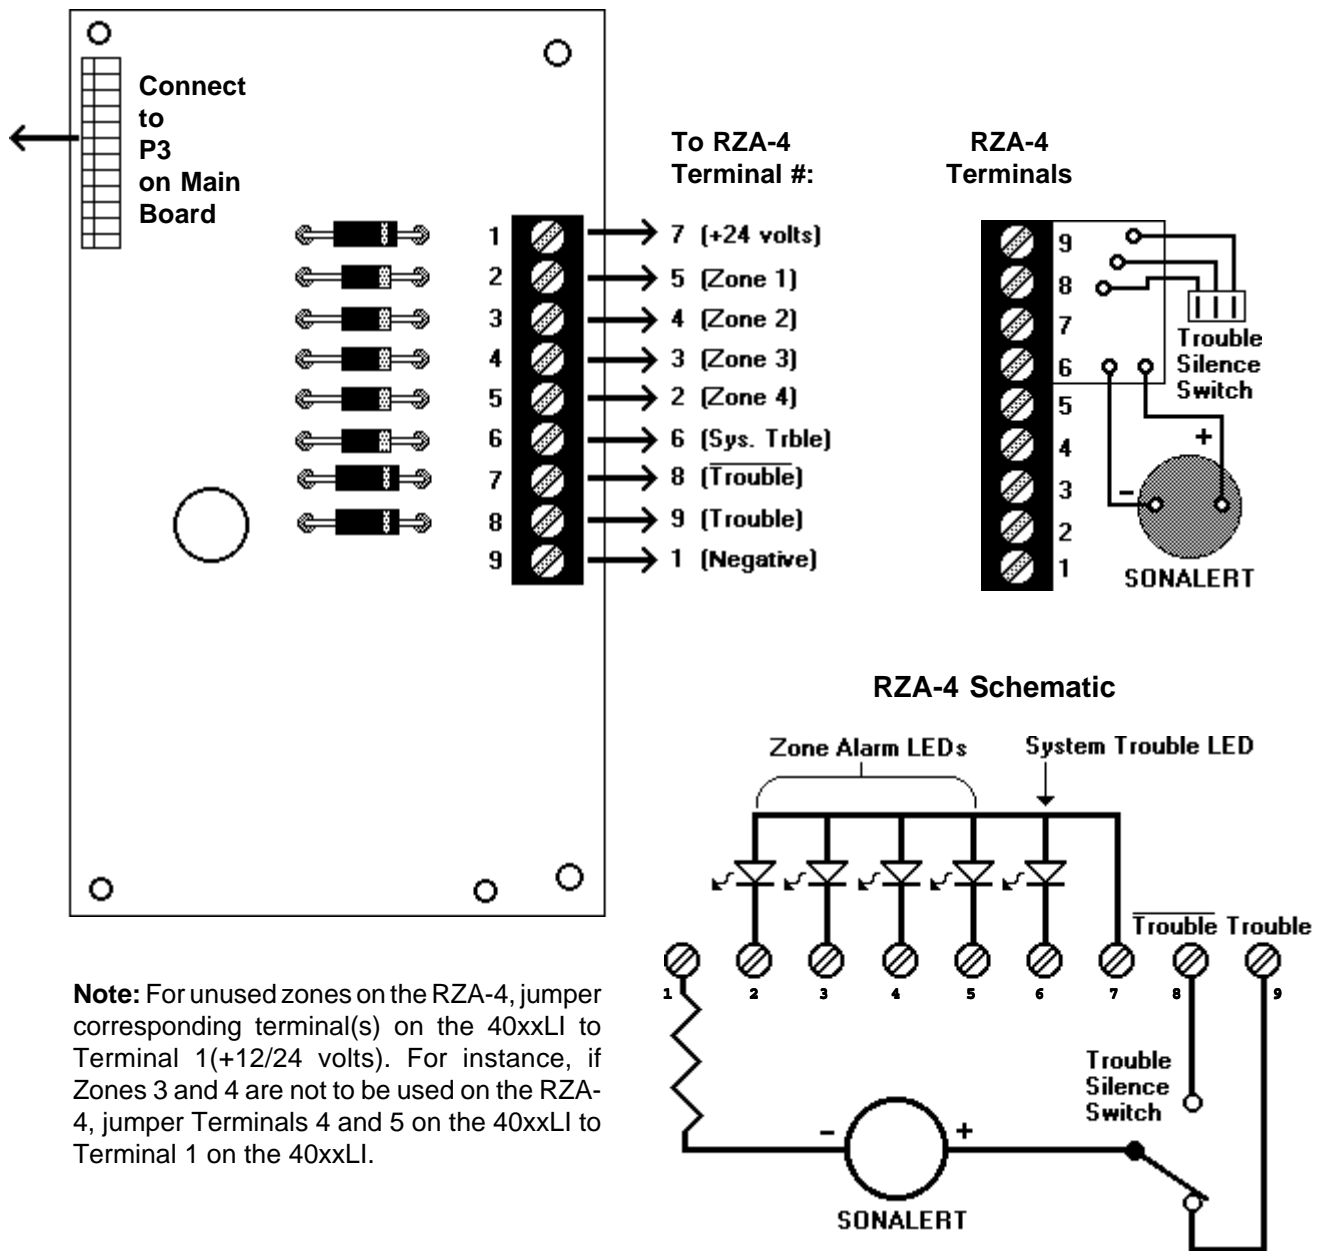 Connect
to
P3
on Main
Board
To RZA-4
Terminal #:
1 7 (+24 volts)
2 5 (Zone 1)
3 4 (Zone 2)
4 3 (Zone 3)
5 2 (Zone 4)
6 6 (Sys. Trble)
7 8 (Trouble)
8 9 (Trouble)
9 1 (Negative)
RZA-4
Terminals
9
8
7
6
5
4
3
2
1
Trouble
Silence
Switch
+
-
SONALERT
RZA-4 Schematic
Zone Alarm LEDs
System Trouble LED
Trouble Trouble
1 2 3 4 5 6 7 8 9
Trouble
Silence
Switch
- +
SONALERT
Note: For unused zones on the RZA-4, jumper
corresponding terminal(s) on the 40xxLI to
Terminal 1(+12/24 volts). For instance, if
Zones 3 and 4 are not to be used on the RZA-
4, jumper Terminals 4 and 5 on the 40xxLI to
Terminal 1 on the 40xxLI.